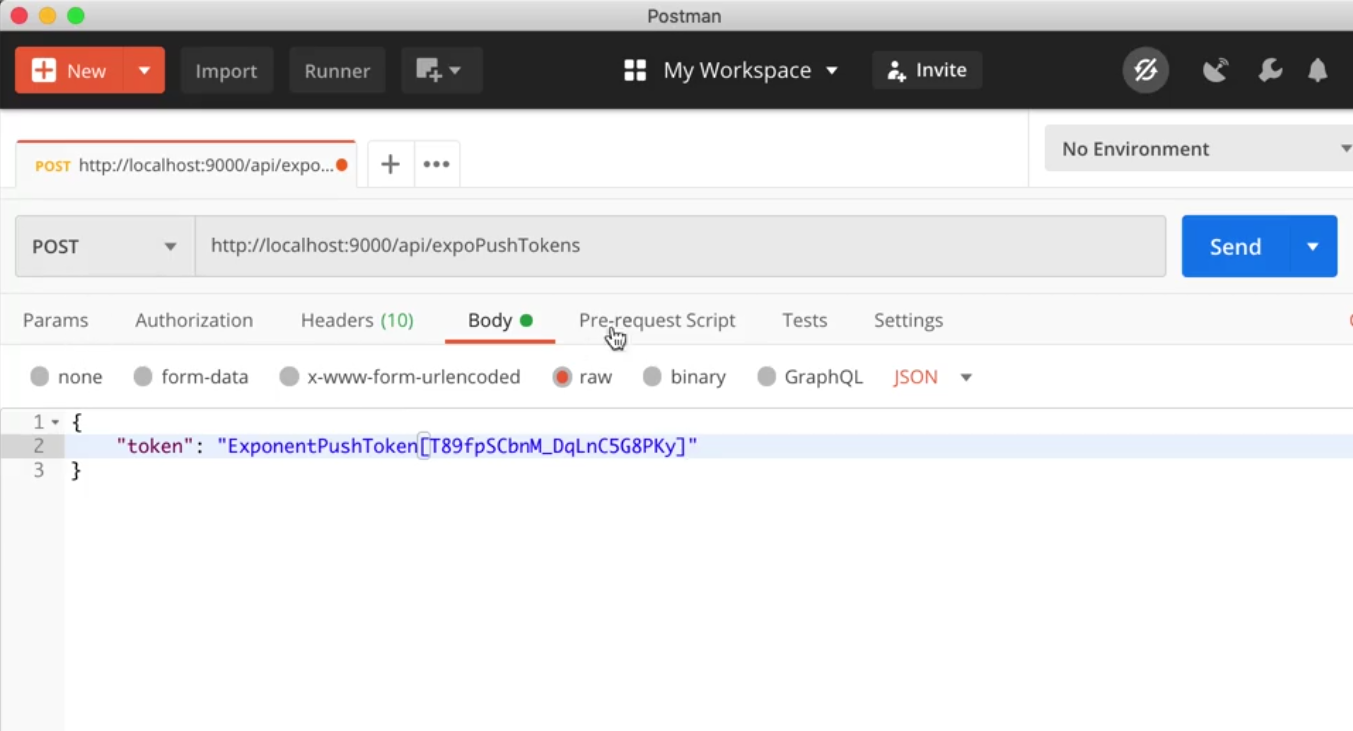 Postman
New Import Runner My Workspace Invite
POST http://localhost:9000/api/expo... No Environment
POST http://localhost:9000/api/expoPushTokens Send
Params Authorization Headers (10) Body Pre-request Script Tests Settings
none form-data x-www-form-urlencoded raw binary GraphQL JSON
1 {
2 "token": "ExponentPushToken[T89fpSCbnM_DqLnC5G8PKy]"
3 }